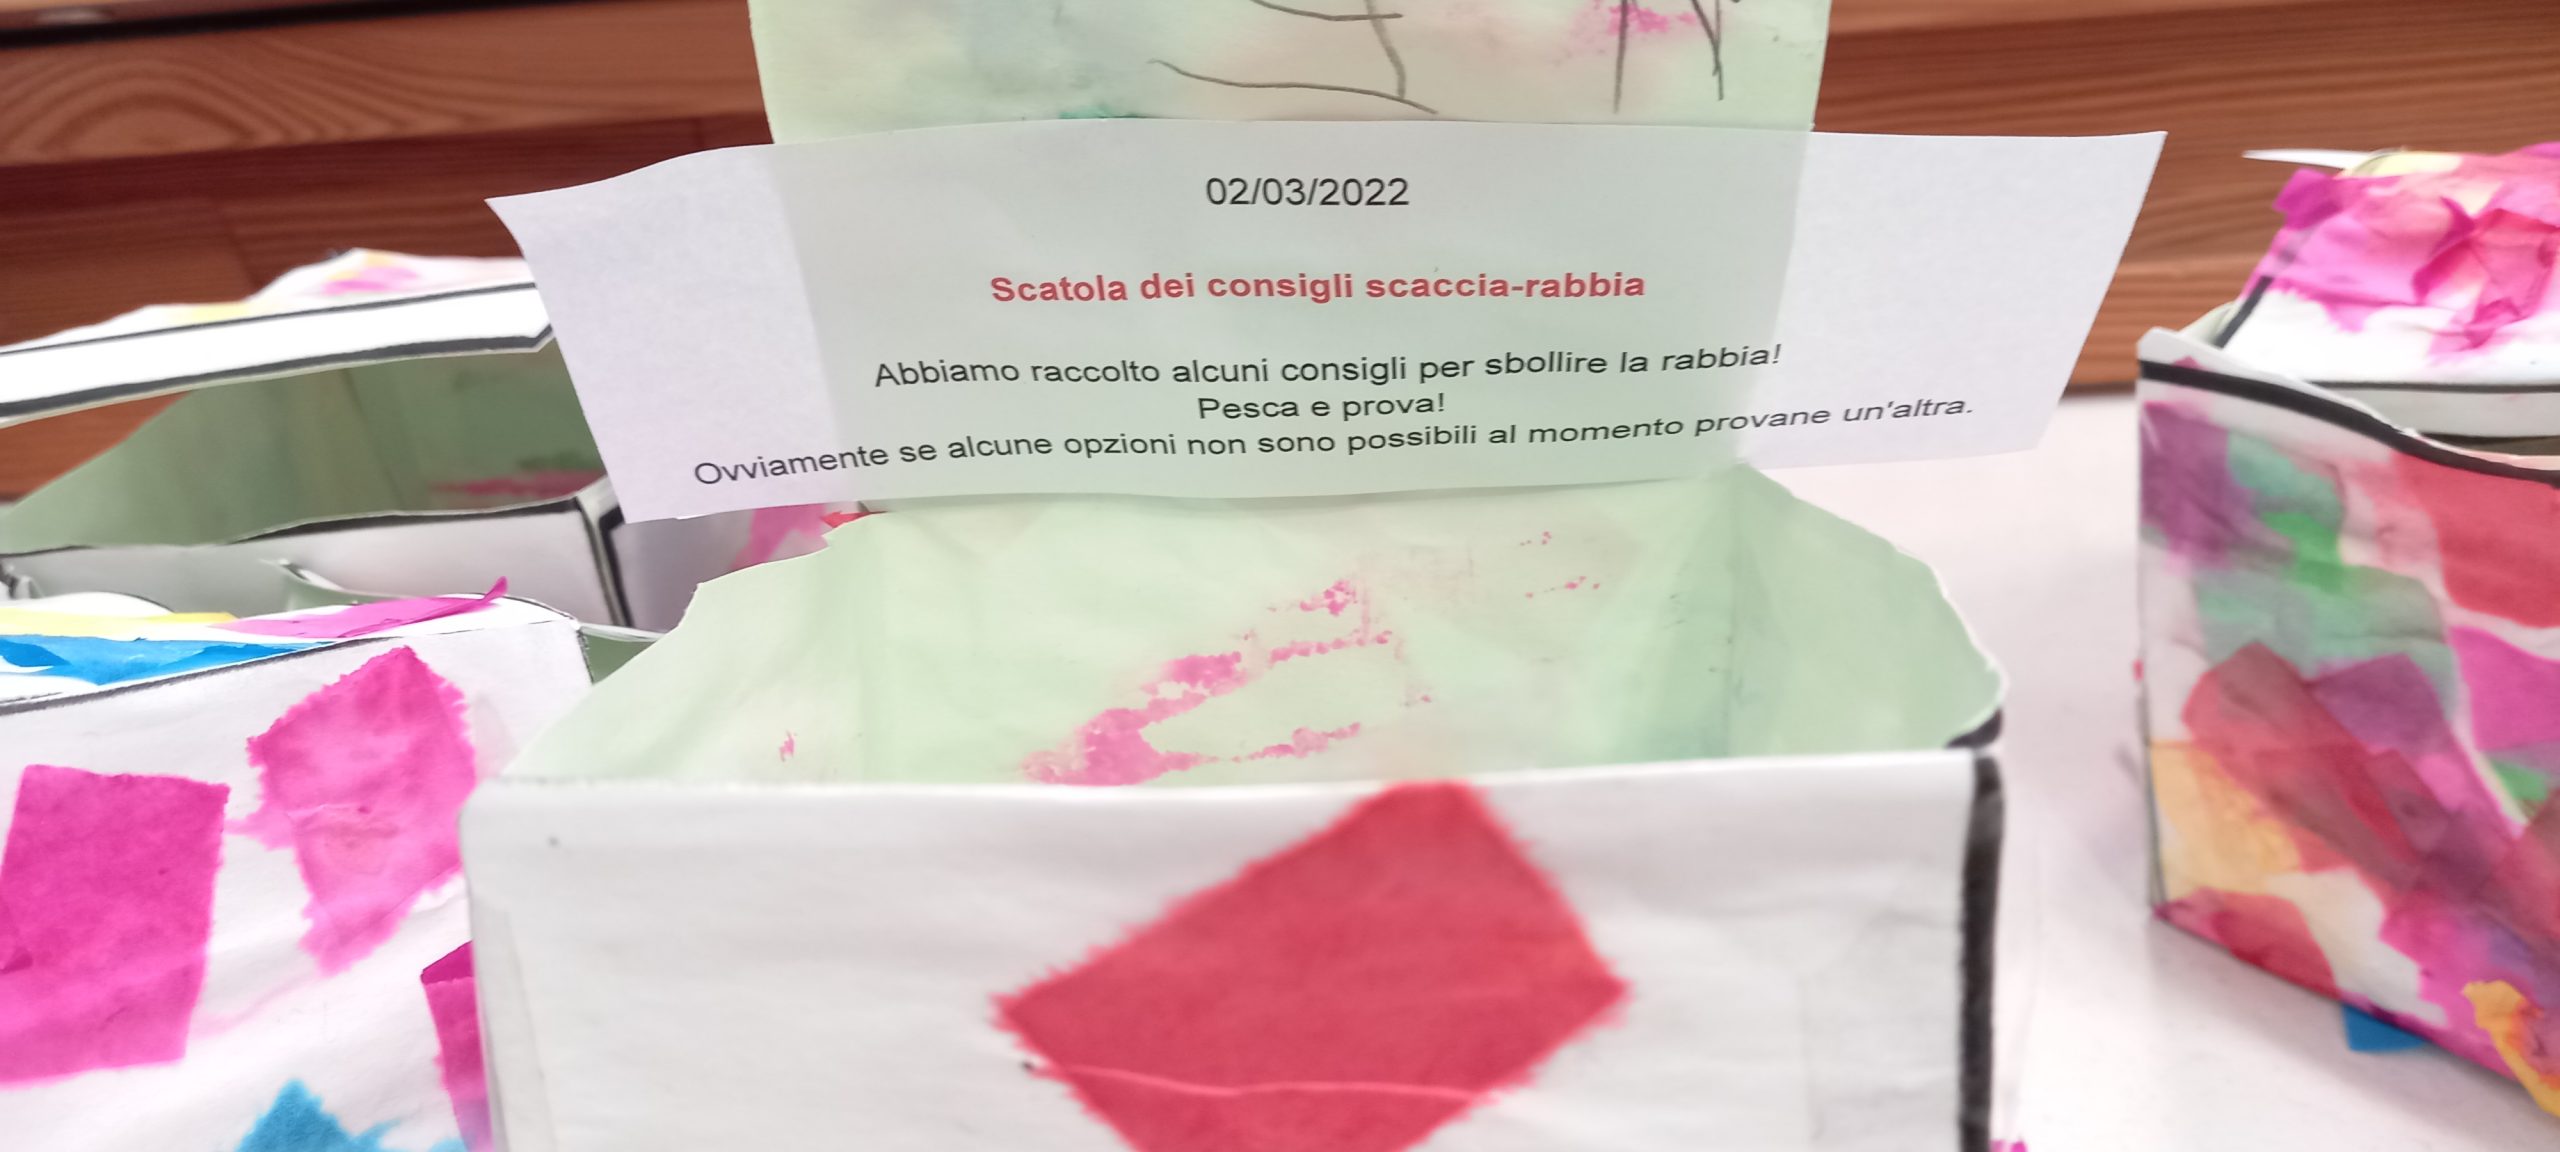 02/03/2022
Scatola dei consigli scaccia-rabbia
Abbiamo raccolto alcuni consigli per sbollire la rabbia!
Pesca e prova!
Ovviamente se alcune opzioni non sono possibili al momento provane un'altra.